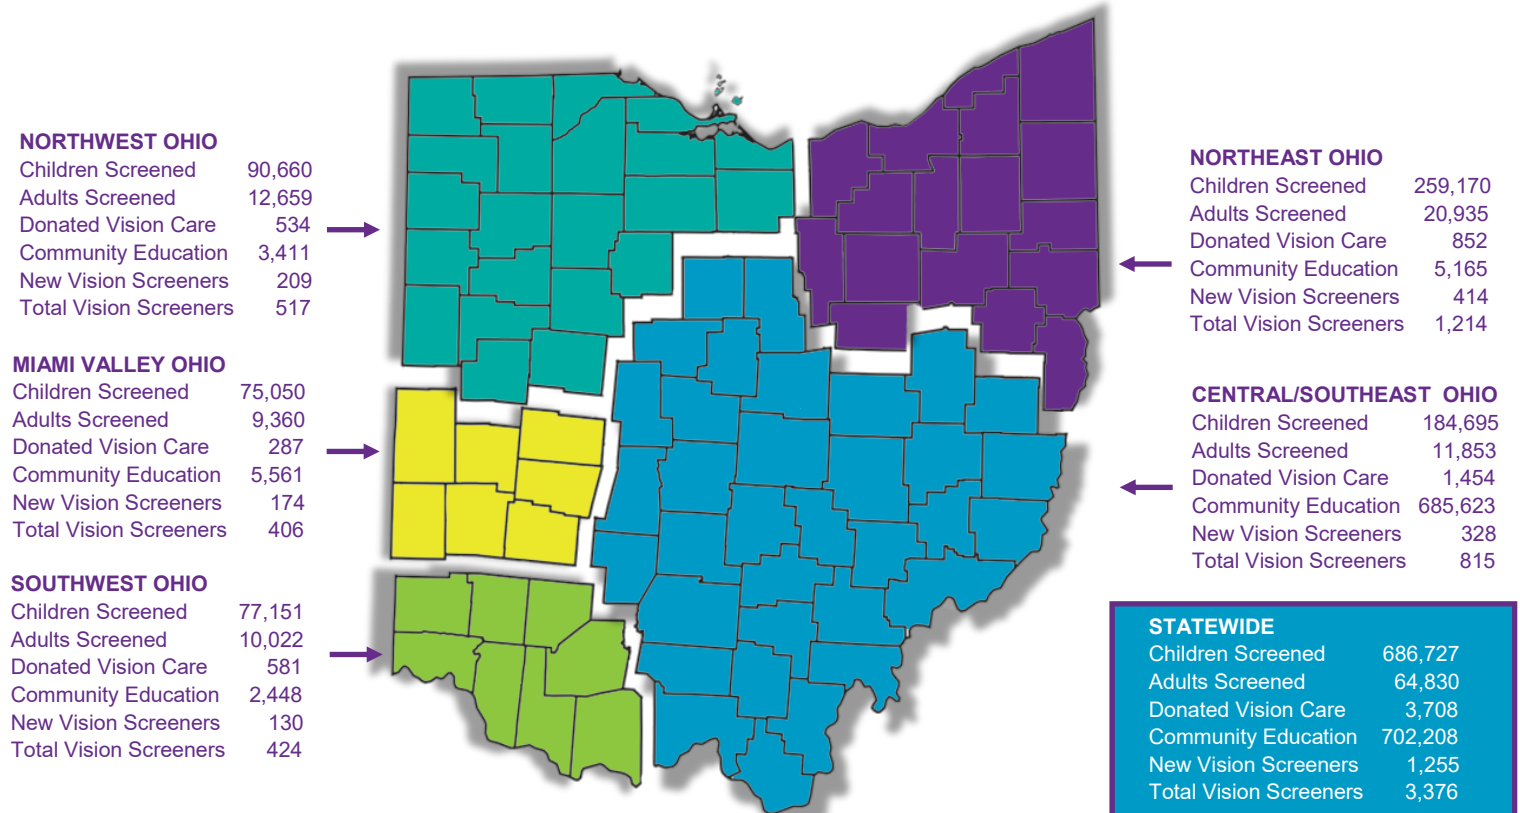 NORTHWEST OHIO
Children Screened 90,660
Adults Screened 12,659
Donated Vision Care 534
Community Education 3,411
New Vision Screeners 209
Total Vision Screeners 517
MIAMI VALLEY OHIO
Children Screened 75,050
Adults Screened 9,360
Donated Vision Care 287
Community Education 5,561
New Vision Screeners 174
Total Vision Screeners 406
SOUTHWEST OHIO
Children Screened 77,151
Adults Screened 10,022
Donated Vision Care 581
Community Education 2,448
New Vision Screeners 130
Total Vision Screeners 424
NORTHEAST OHIO
Children Screened 259,170
Adults Screened 20,935
Donated Vision Care 852
Community Education 5,165
New Vision Screeners 414
Total Vision Screeners 1,214
CENTRAL/SOUTHEAST OHIO
Children Screened 184,695
Adults Screened 11,853
Donated Vision Care 1,454
Community Education 685,623
New Vision Screeners 328
Total Vision Screeners 815
STATEWIDE
Children Screened 686,727
Adults Screened 64,830
Donated Vision Care 3,708
Community Education 702,208
New Vision Screeners 1,255
Total Vision Screeners 3,376